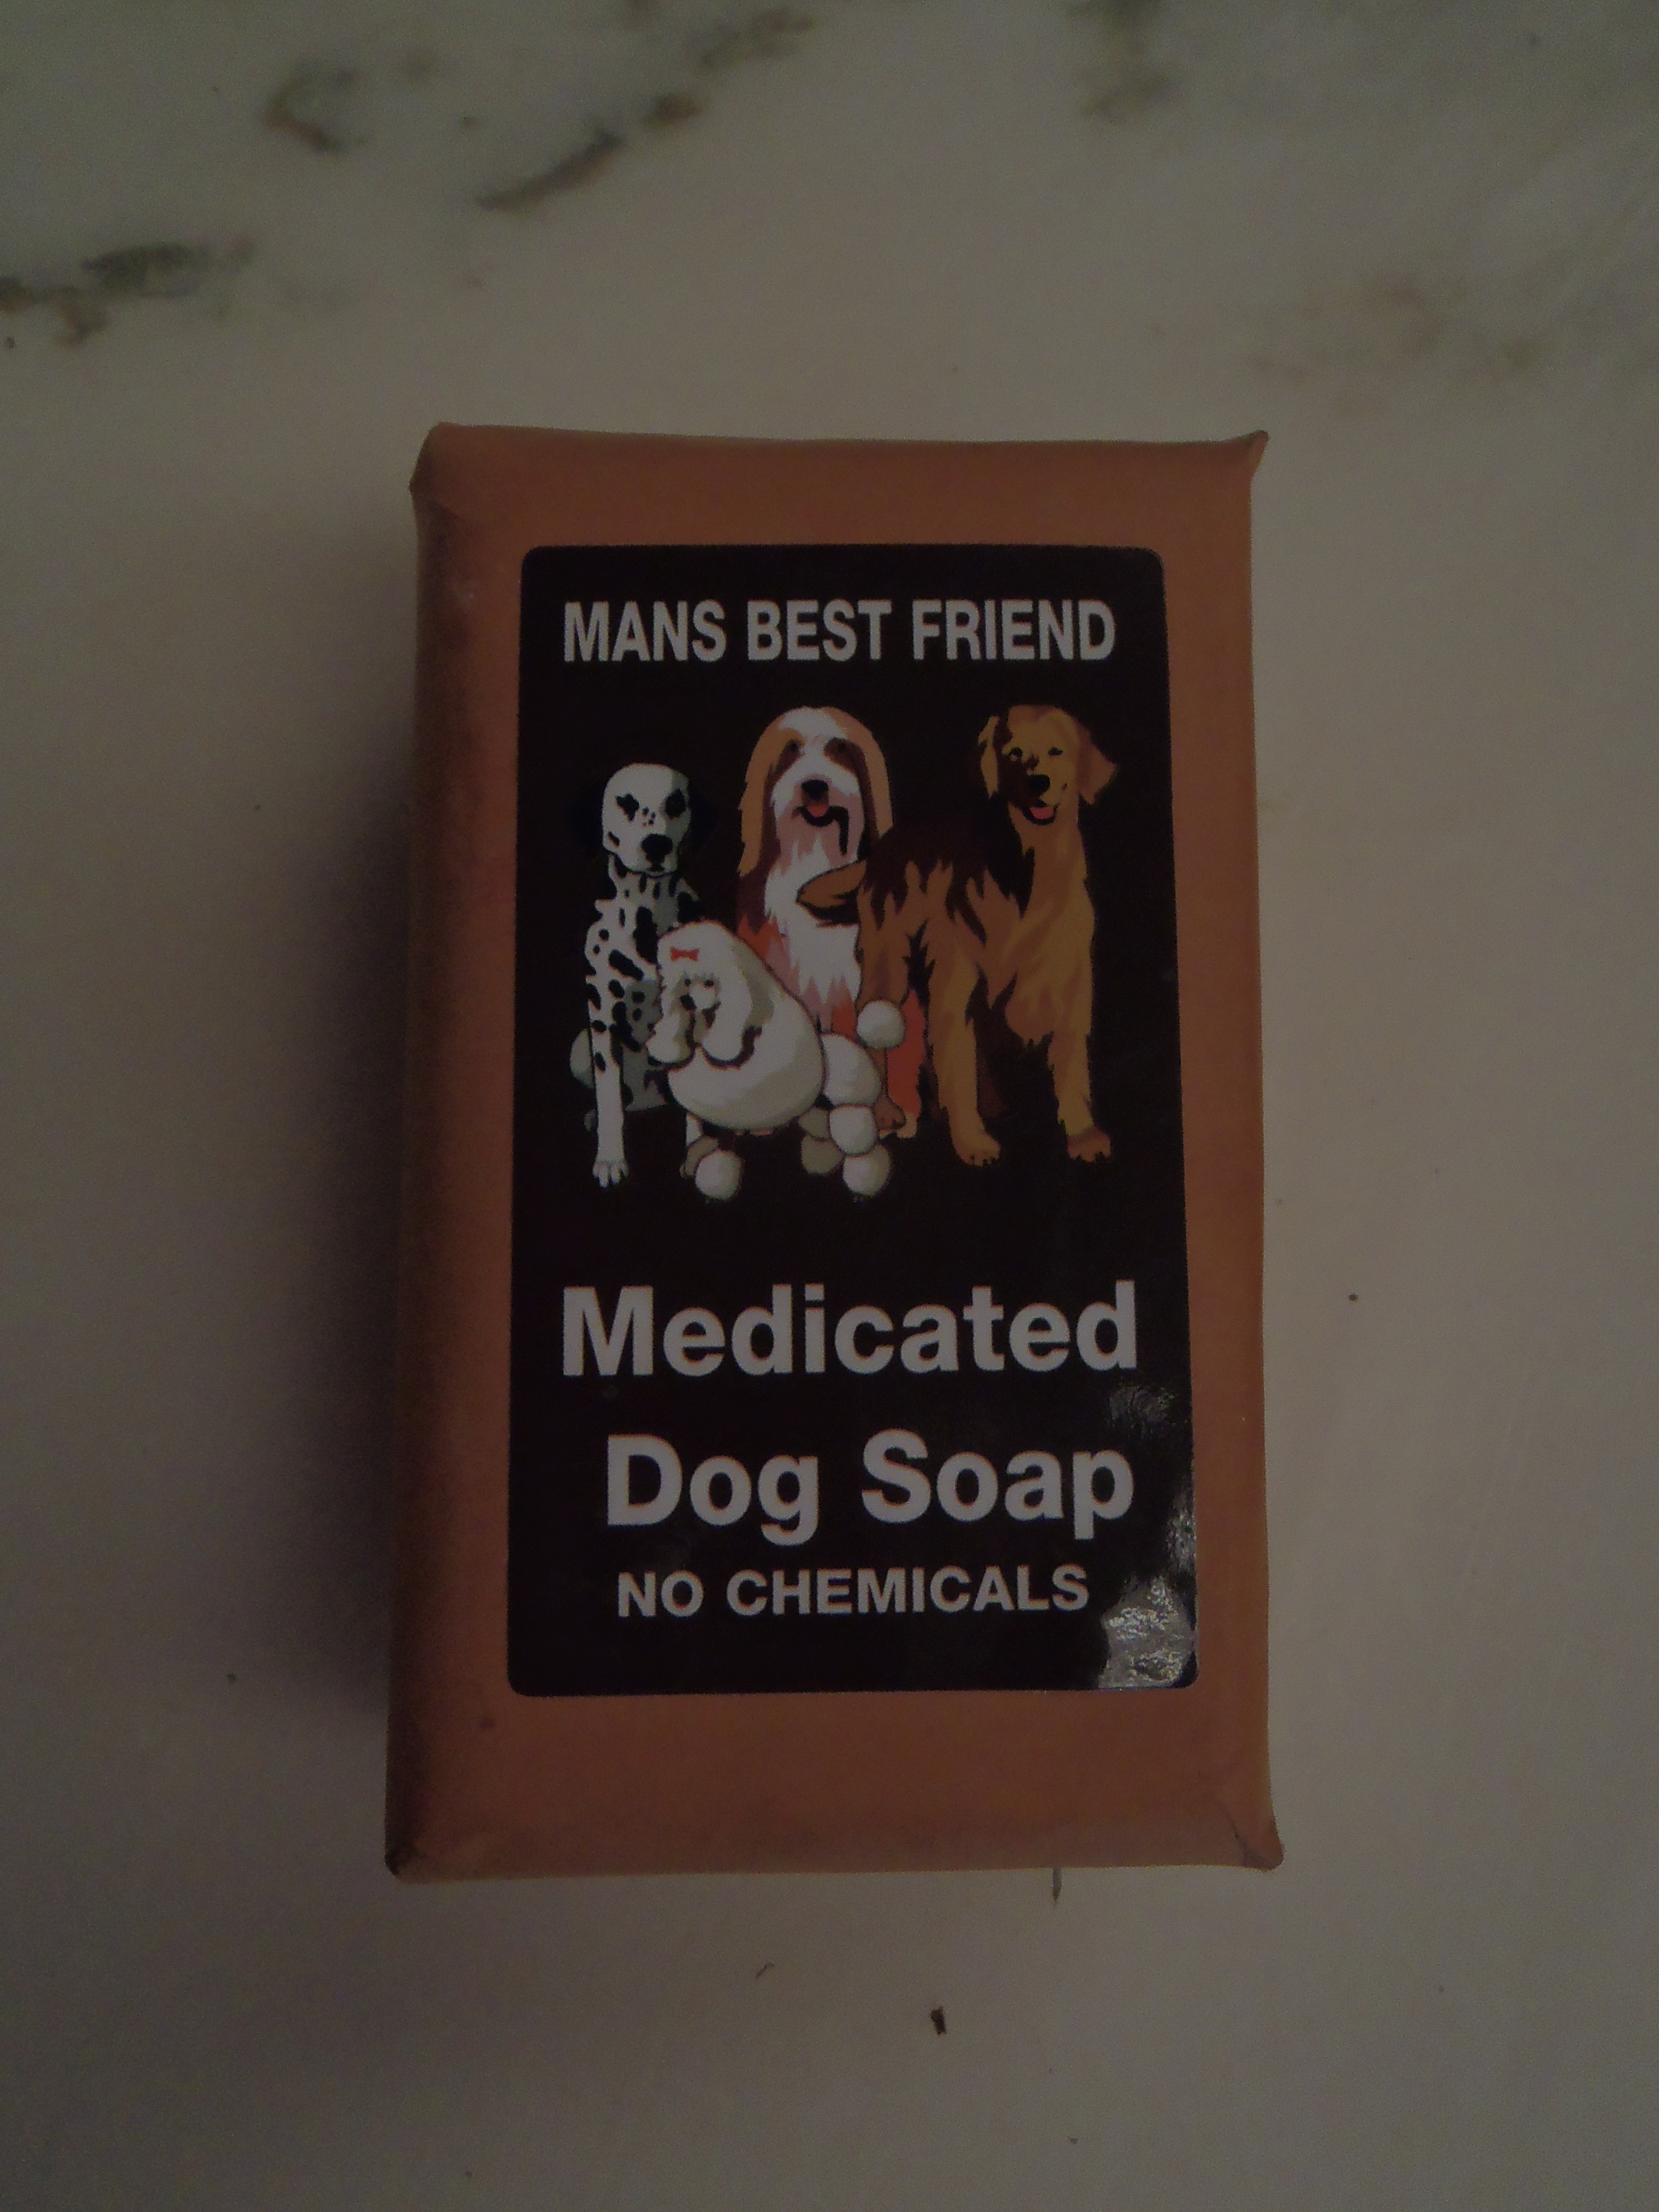 MANS BEST FRIEND
Medicated
Dog Soap
NO CHEMICALS